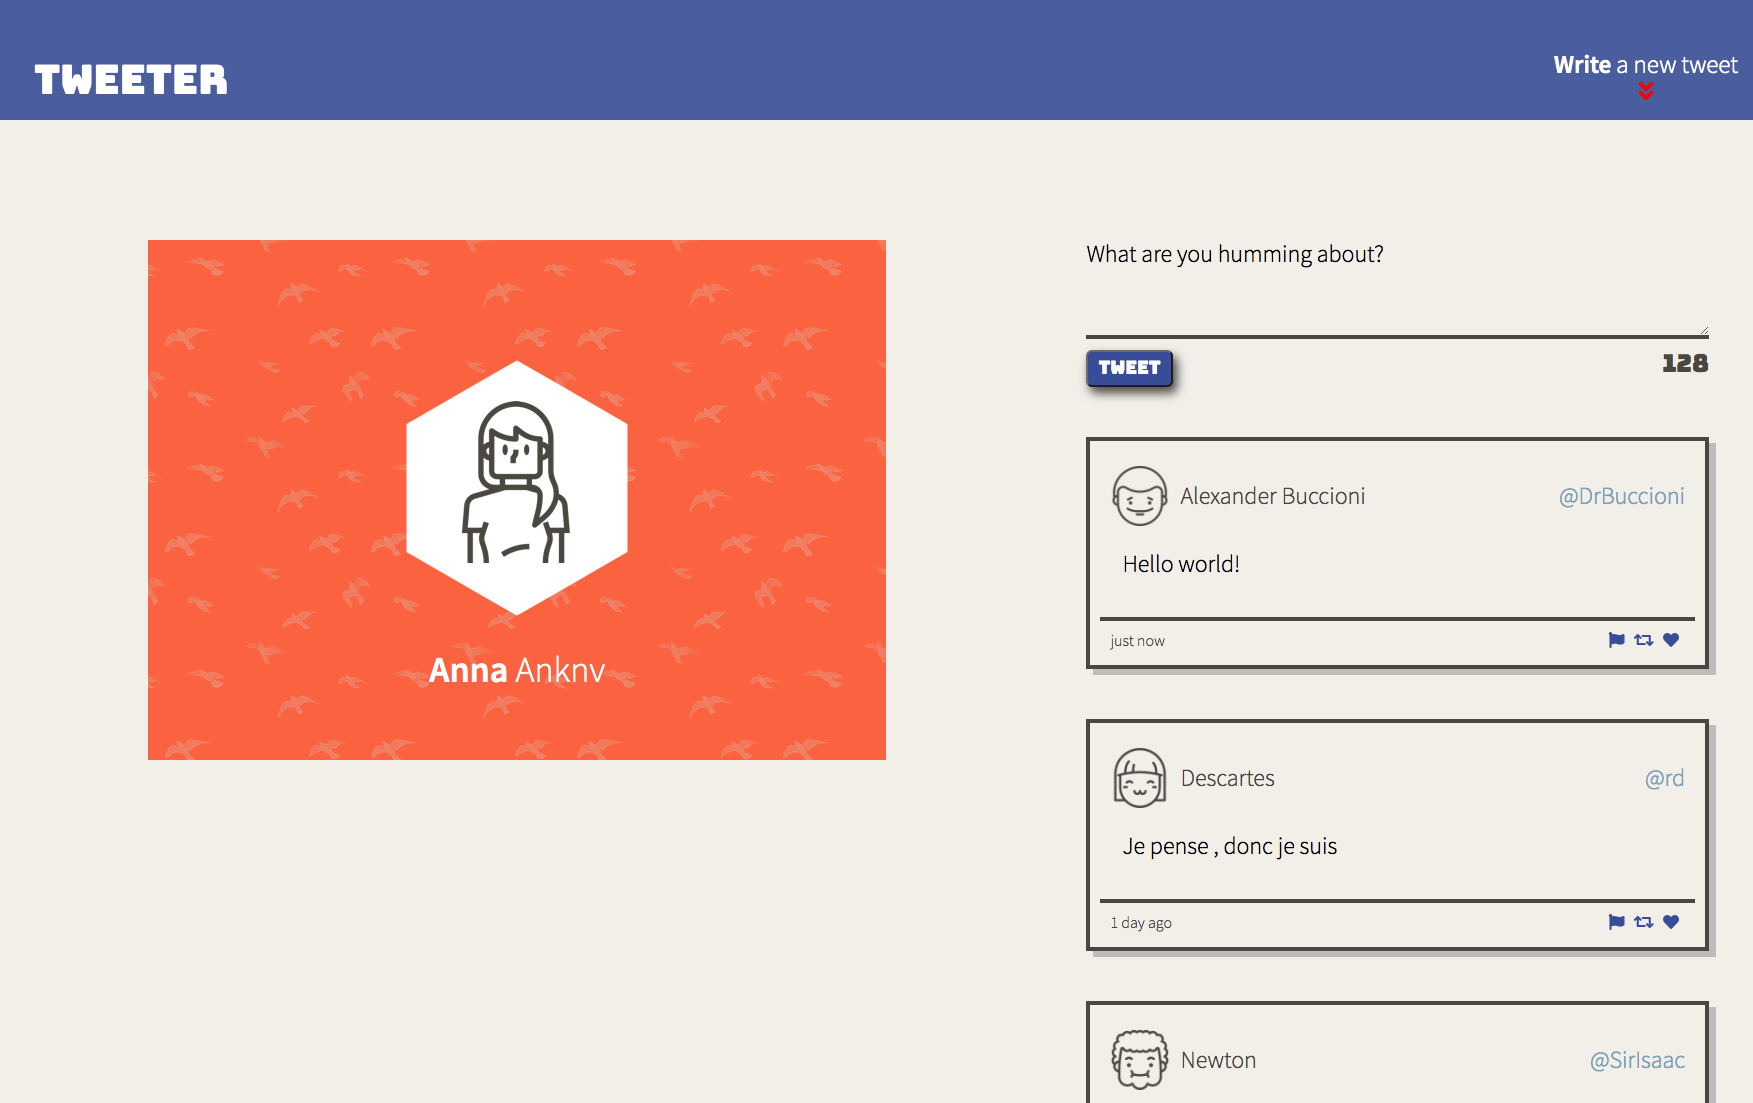 TWEETER
Write a new tweet
Anna Anknv
What are you humming about?
TWEET
128
Alexander Buccioni
@DrBuccioni
Hello world!
just now
Descartes
@rd
Je pense , donc je suis
1 day ago
Newton
@SirIsaac